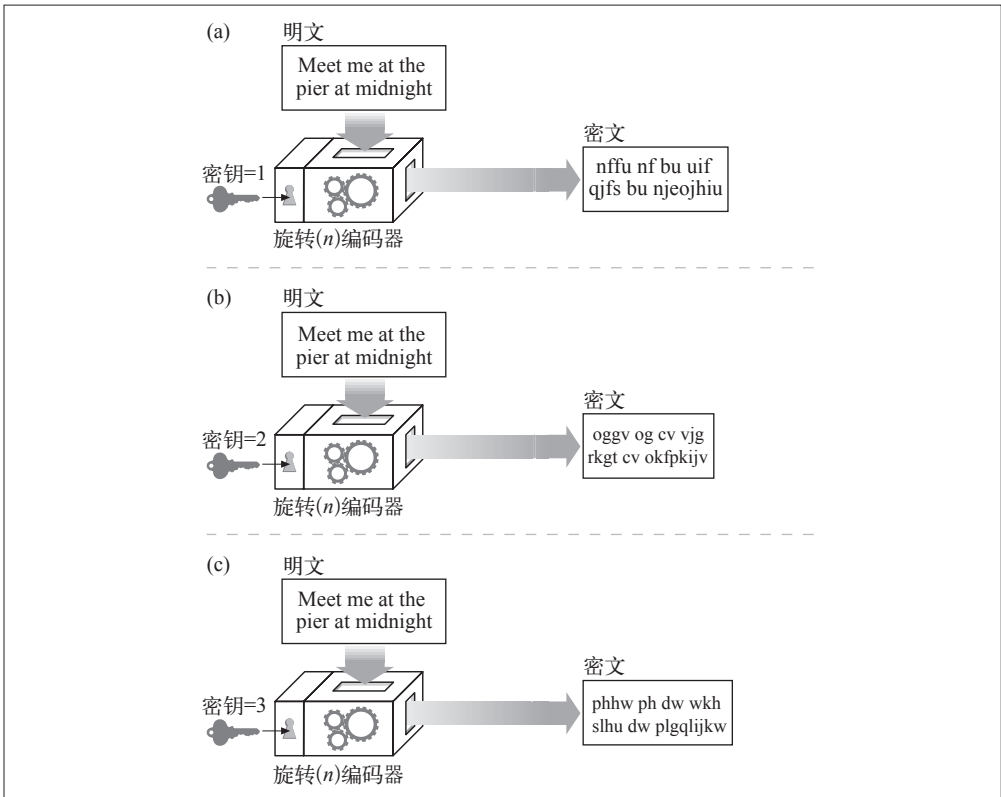 (a)
明文
Meet me at the
pier at midnight
密钥=1
旋转(n)编码器
密文
nffu nf bu uif
qjfs bu njeojhiu
(b)
明文
Meet me at the
pier at midnight
密钥=2
旋转(n)编码器
密文
oggv og cv vjg
rkgt cv okfpkijv
(c)
明文
Meet me at the
pier at midnight
密钥=3
旋转(n)编码器
密文
phhw ph dw wkh
slhu dw plgqlijkw